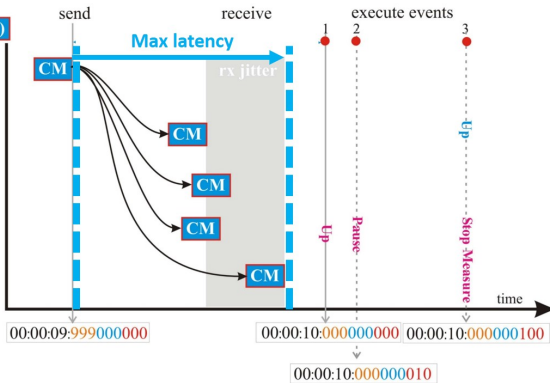 send
receive
execute events
1
2
3
)
Max latency
CM
rx jitter
CM
CM
CM
CM
Up
Up
Pause
Stop Measure
time
00:00:09:999000000
00:00:10:000000000
00:00:10:000000100
00:00:10:000000010